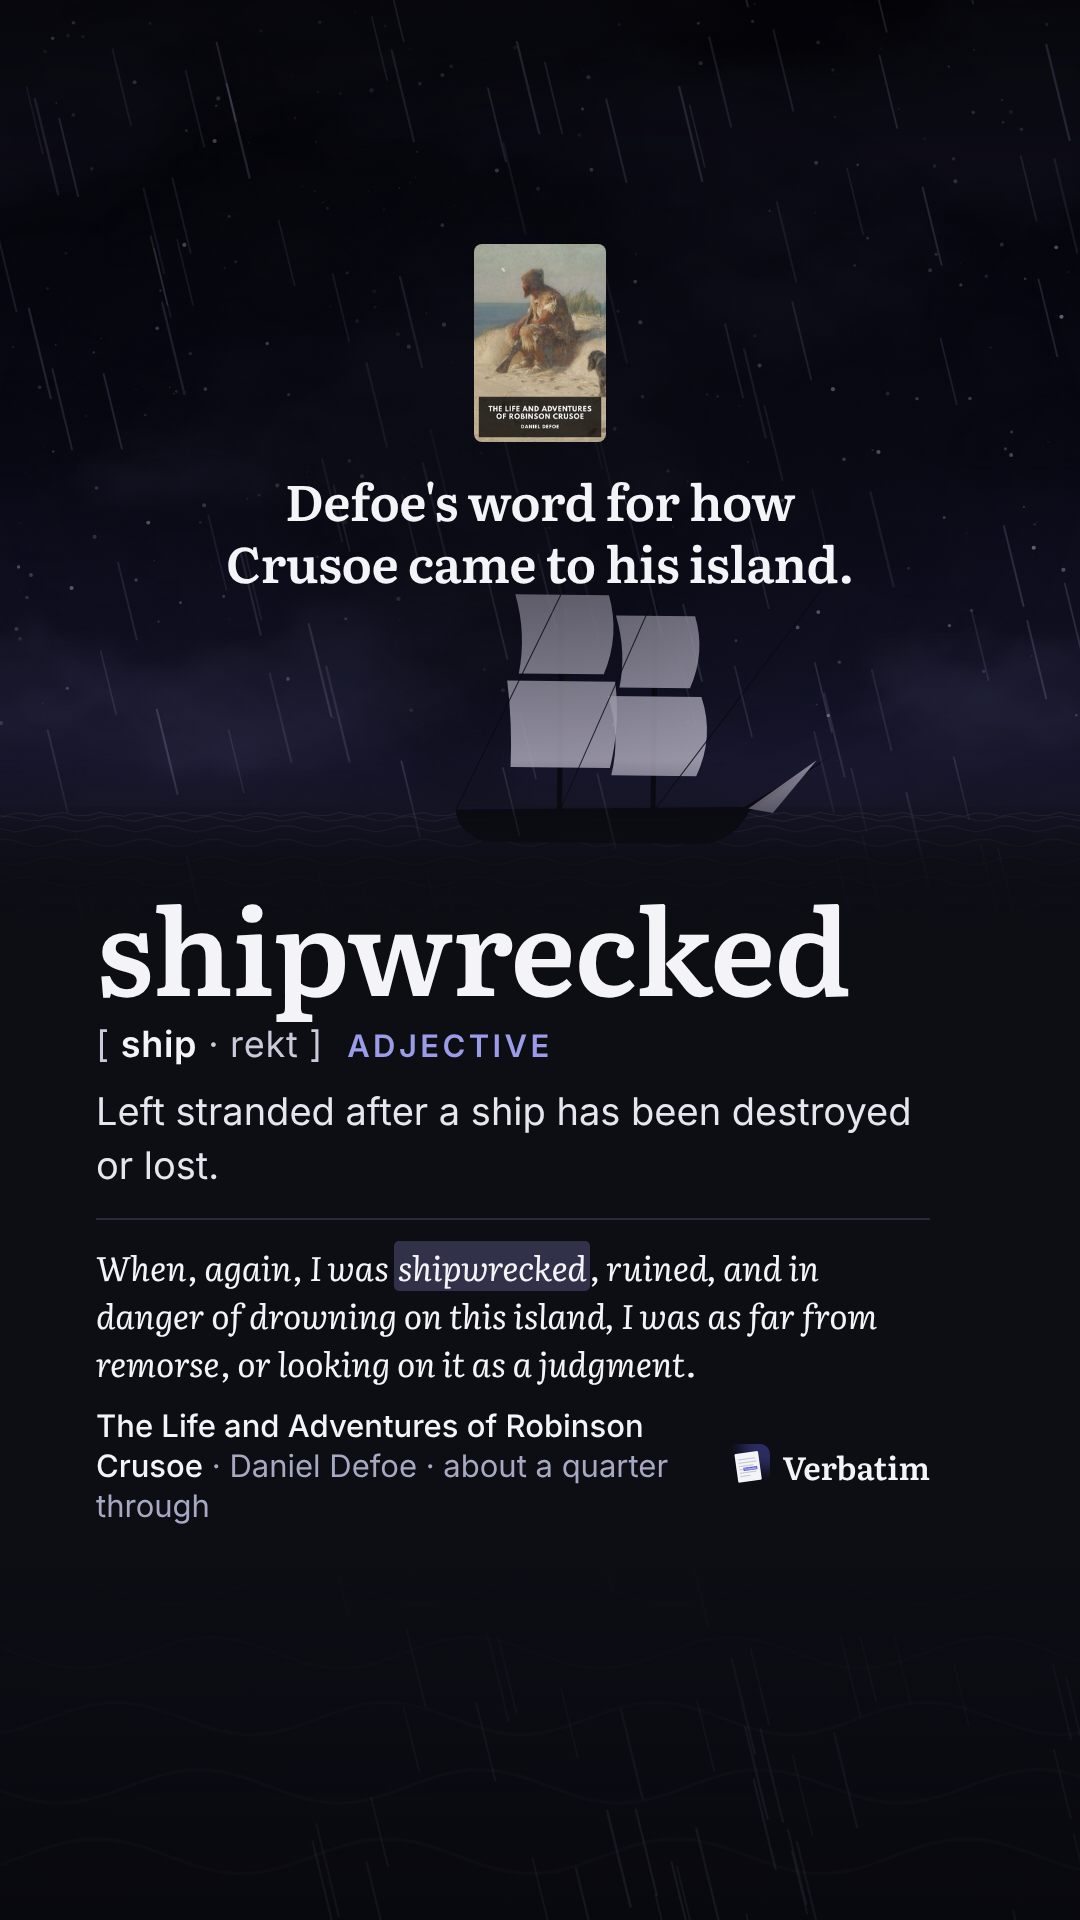 THE LIFE AND ADVENTURES
OF ROBINSON CRUSOE
DANIEL DEFOE
Defoe's word for how
Crusoe came to his island.
shipwrecked
[ ship · rekt ] ADJECTIVE
Left stranded after a ship has been destroyed
or lost.
When, again, I was shipwrecked, ruined, and in
danger of drowning on this island, I was as far from
remorse, or looking on it as a judgment.
The Life and Adventures of Robinson
Crusoe · Daniel Defoe · about a quarter
through
Verbatim